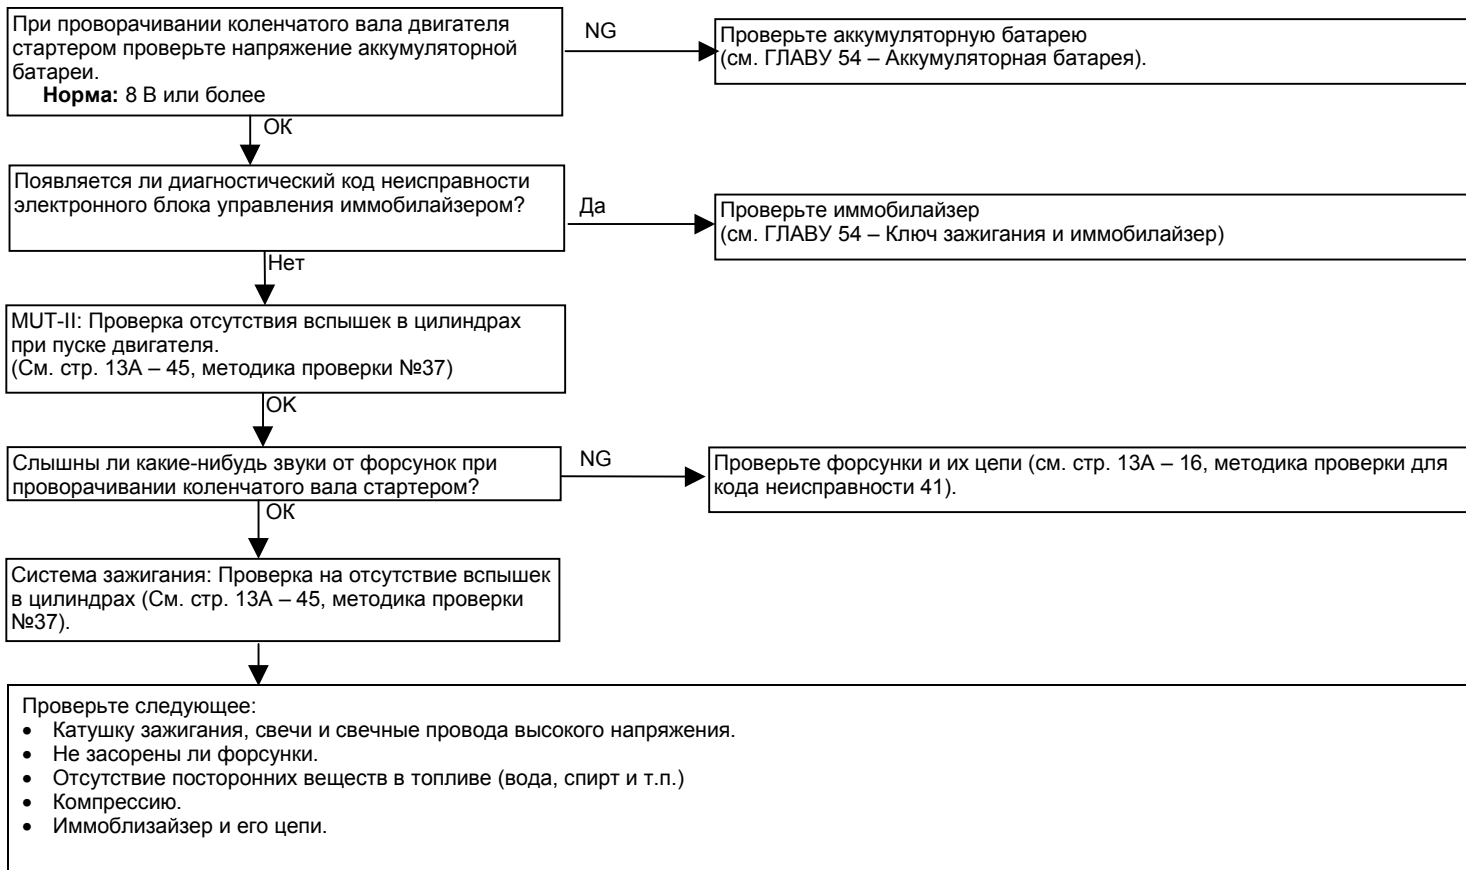 При проворачивании коленчатого вала двигателя
стартером проверьте напряжение аккумуляторной
батареи.
Норма: 8 В или более
NG
Проверьте аккумуляторную батарею
(см. ГЛАВУ 54 – Аккумуляторная батарея).
ОК
Появляется ли диагностический код неисправности
электронного блока управления иммобилайзером?
Да
Проверьте иммобилайзер
(см. ГЛАВУ 54 – Ключ зажигания и иммобилайзер)
Нет
MUT-II: Проверка отсутствия вспышек в цилиндрах
при пуске двигателя.
(См. стр. 13А – 45, методика проверки №37)
ОК
Слышны ли какие-нибудь звуки от форсунок при
проворачивании коленчатого вала стартером?
NG
Проверьте форсунки и их цепи (см. стр. 13А – 16, методика проверки для
кода неисправности 41).
ОК
Система зажигания: Проверка на отсутствие вспышек
в цилиндрах (См. стр. 13А – 45, методика проверки
№37).
Проверьте следующее:
• Катушку зажигания, свечи и свечные провода высокого напряжения.
• Не засорены ли форсунки.
• Отсутствие посторонних веществ в топливе (вода, спирт и т.п.)
• Компрессию.
• Иммоблизайзер и его цепи.